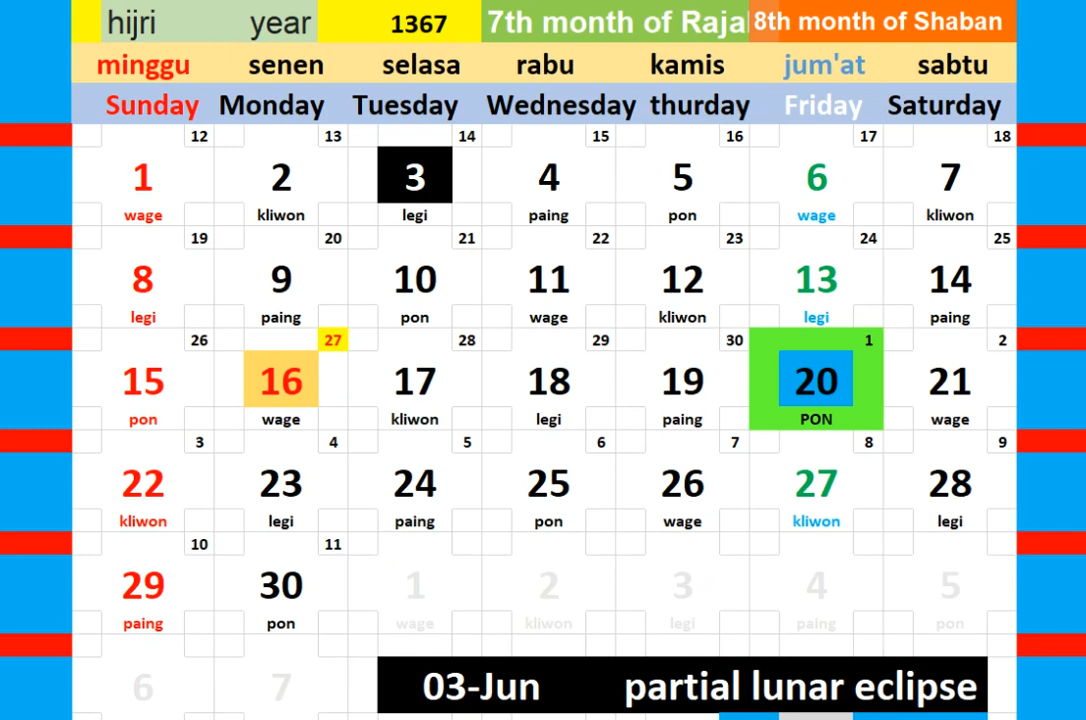 hijri year 1367 7th month of Raja 8th month of Shaban
minggu senen selasa rabu kamis jum'at sabtu
Sunday Monday Tuesday Wednesday thurday Friday Saturday
12 13 14 15 16 17 18
1 2 3 4 5 6 7
wage kliwon legi paing pon wage kliwon
19 20 21 22 23 24 25
8 9 10 11 12 13 14
legi paing pon wage kliwon legi paing
26 27 28 29 30 1 2
15 16 17 18 19 20 21
pon wage kliwon legi paing PON wage
3 4 5 6 7 8 9
22 23 24 25 26 27 28
kliwon legi paing pon wage kliwon legi
10 11
29 30 1 2 3 4 5
paing pon wage kliwon legi paing pon
6 7 03-Jun partial lunar eclipse